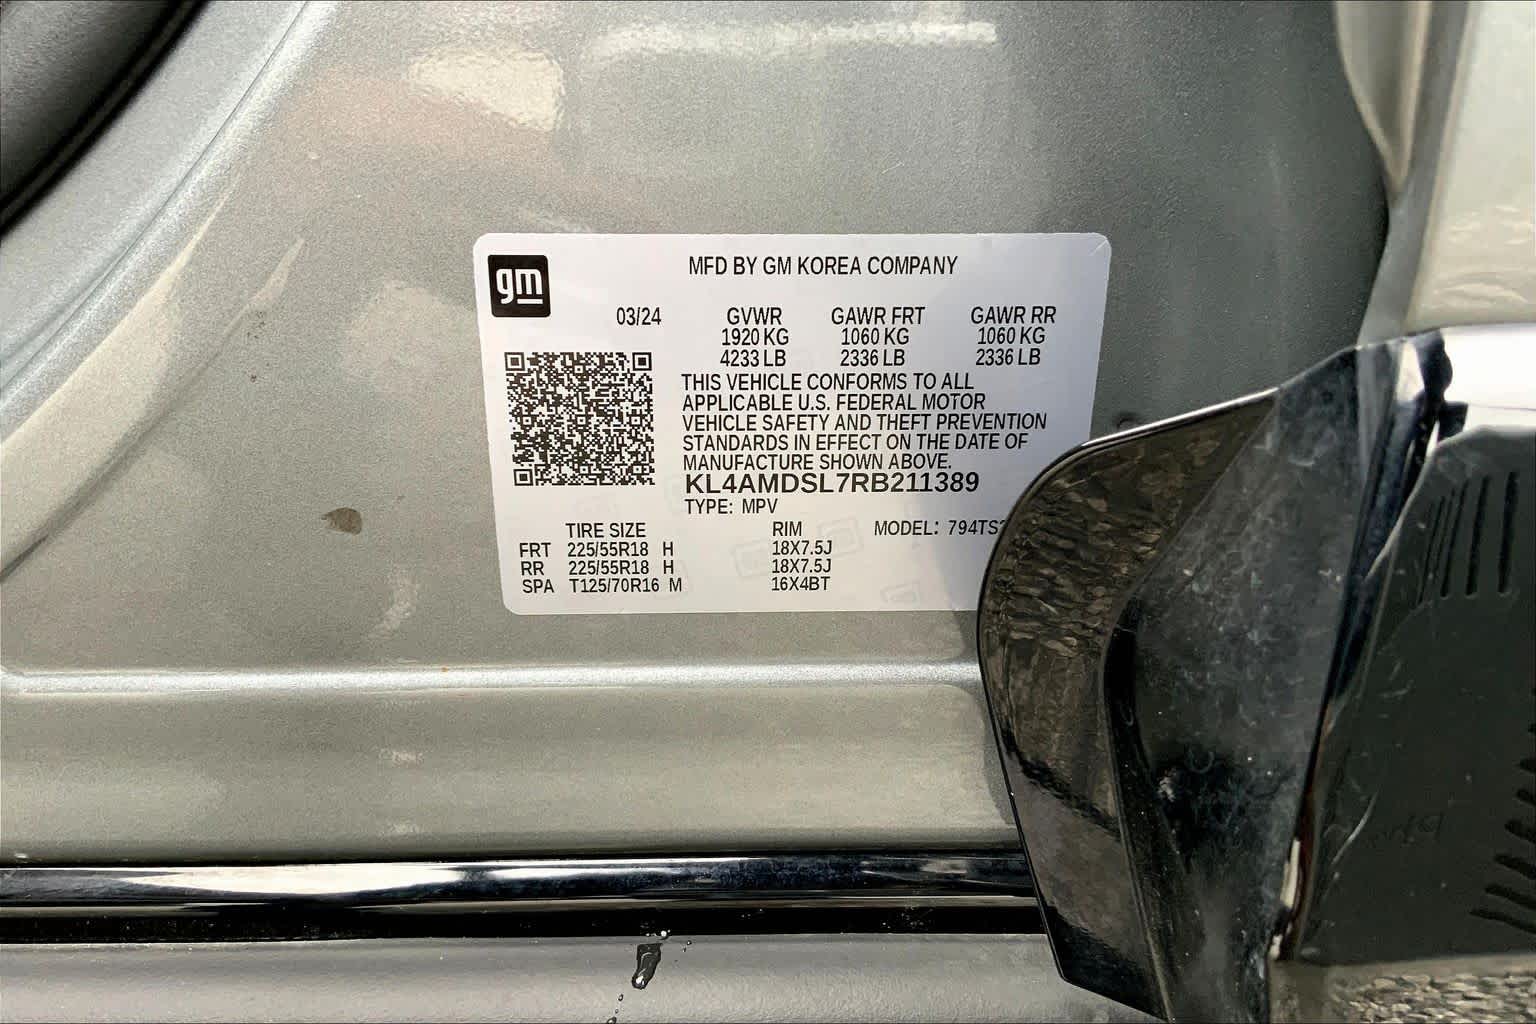 gm
MFD BY GM KOREA COMPANY
03/24 GVWR GAWR FRT GAWR RR
1920 KG 1060 KG 1060 KG
4233 LB 2336 LB 2336 LB
THIS VEHICLE CONFORMS TO ALL
APPLICABLE U.S. FEDERAL MOTOR
VEHICLE SAFETY AND THEFT PREVENTION
STANDARDS IN EFFECT ON THE DATE OF
MANUFACTURE SHOWN ABOVE.
KL4AMDSL7RB211389
TYPE: MPV
TIRE SIZE RIM MODEL:
FRT 225/55R18 H 18X7.5J
RR 225/55R18 H 18X7.5J
SPA T125/70R16 M 16X4BT